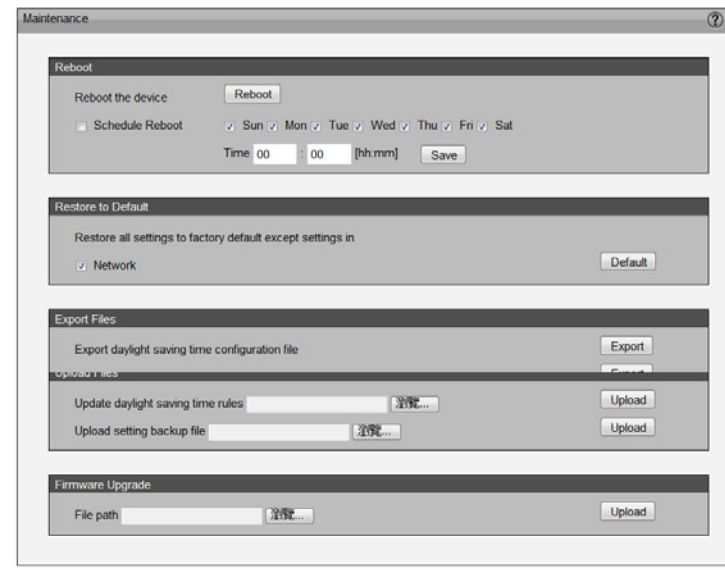 Maintenance
Reboot
Reboot the device Reboot
Schedule Reboot Sun Mon Tue Wed Thu Fri Sat
Time 00 : 00 [hh:mm] Save
Restore to Default
Restore all settings to factory default except settings in
Network Default
Export Files
Export daylight saving time configuration file Export
Export
Upload Files
Update daylight saving time rules 瀏覽... Upload
Upload setting backup file 瀏覽... Upload
Firmware Upgrade
File path 瀏覽... Upload